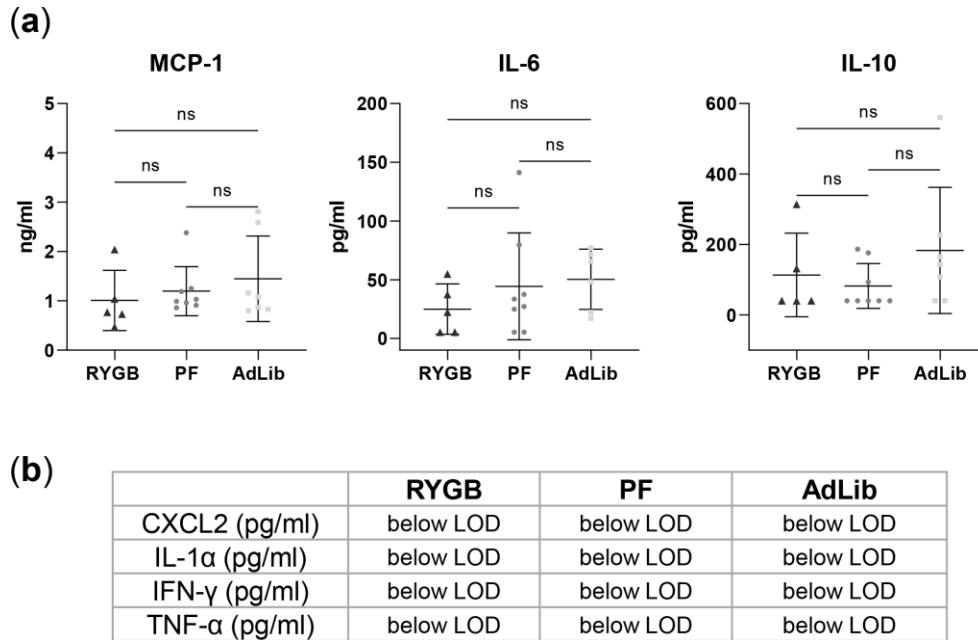 (a)
MCP-1
IL-6
IL-10
ng/ml
5
4
3
2
1
0
ns
ns
ns
RYGB PF AdLib
pg/ml
200
150
100
50
0
ns
ns
ns
RYGB PF AdLib
pg/ml
600
400
200
0
ns
ns
ns
RYGB PF AdLib
(b)
RYGB PF AdLib
CXCL2 (pg/ml) below LOD below LOD below LOD
IL-1α (pg/ml) below LOD below LOD below LOD
IFN-γ (pg/ml) below LOD below LOD below LOD
TNF-α (pg/ml) below LOD below LOD below LOD